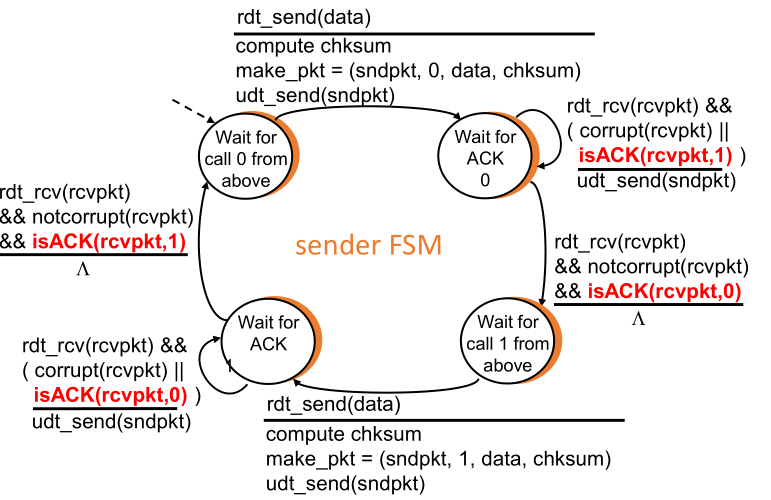 rdt_send(data)
compute chksum
make_pkt = (sndpkt, 0, data, chksum)
udt_send(sndpkt)
Wait for
call 0 from
above
Wait for
ACK
0
rdt_rcv(rcvpkt) &&
( corrupt(rcvpkt) ||
isACK(rcvpkt,1) )
udt_send(sndpkt)
rdt_rcv(rcvpkt)
&& notcorrupt(rcvpkt)
&& isACK(rcvpkt,1)
Λ
sender FSM
rdt_rcv(rcvpkt)
&& notcorrupt(rcvpkt)
&& isACK(rcvpkt,0)
Λ
Wait for
ACK
1
Wait for
call 1 from
above
rdt_rcv(rcvpkt) &&
( corrupt(rcvpkt) ||
isACK(rcvpkt,0) )
udt_send(sndpkt)
rdt_send(data)
compute chksum
make_pkt = (sndpkt, 1, data, chksum)
udt_send(sndpkt)